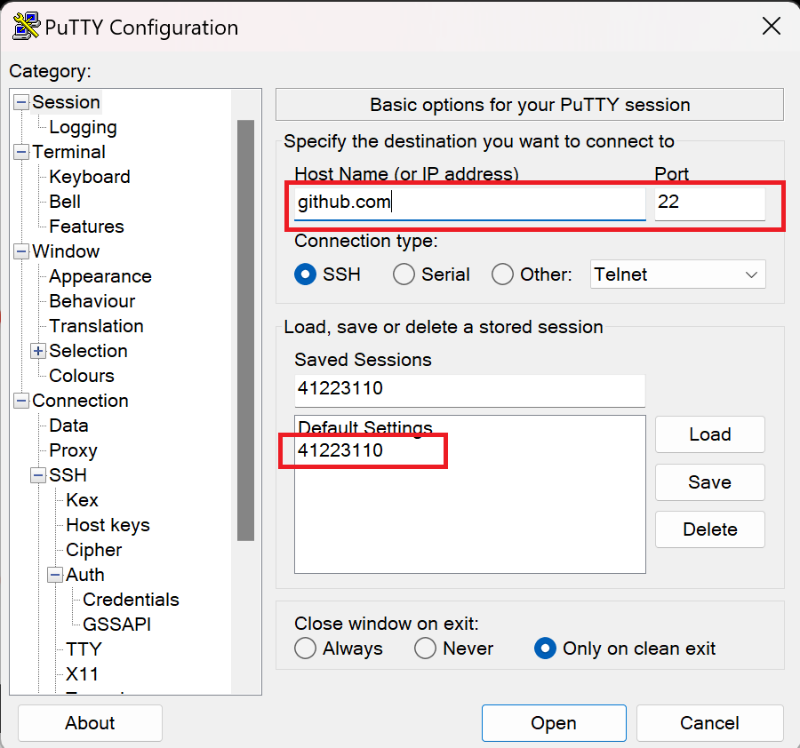 PuTTY Configuration
Category:
Session
Logging
Terminal
Keyboard
Bell
Features
Window
Appearance
Behaviour
Translation
Selection
Colours
Connection
Data
Proxy
SSH
Kex
Host keys
Cipher
Auth
Credentials
GSSAPI
TTY
X11
Basic options for your PuTTY session
Specify the destination you want to connect to
Host Name (or IP address) Port
github.com 22
Connection type:
SSH Serial Other: Telnet
Load, save or delete a stored session
Saved Sessions
41223110
Default Settings
41223110
Load
Save
Delete
Close window on exit:
Always Never Only on clean exit
About Open Cancel